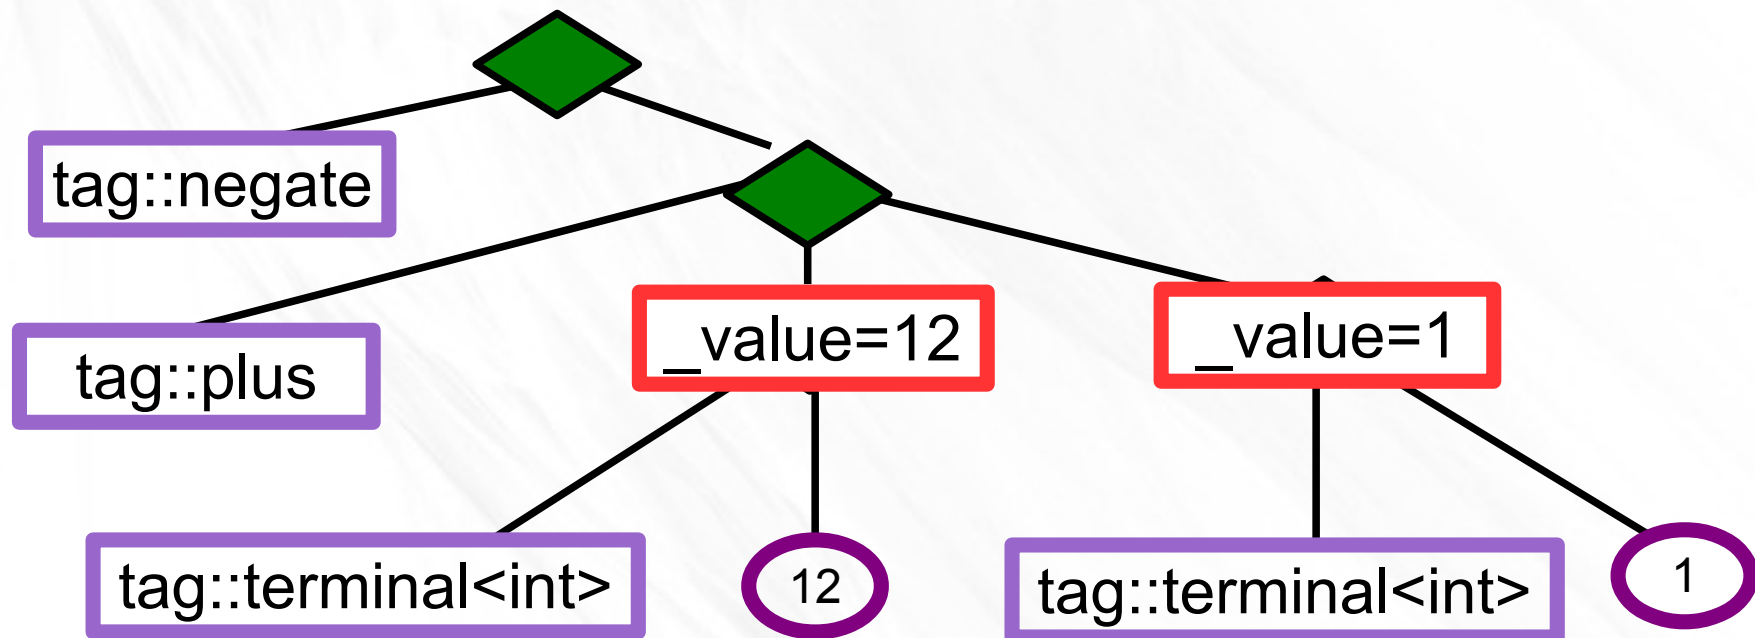 tag::negate
tag::plus
_value=12
_value=1
tag::terminal<int>
12
tag::terminal<int>
1